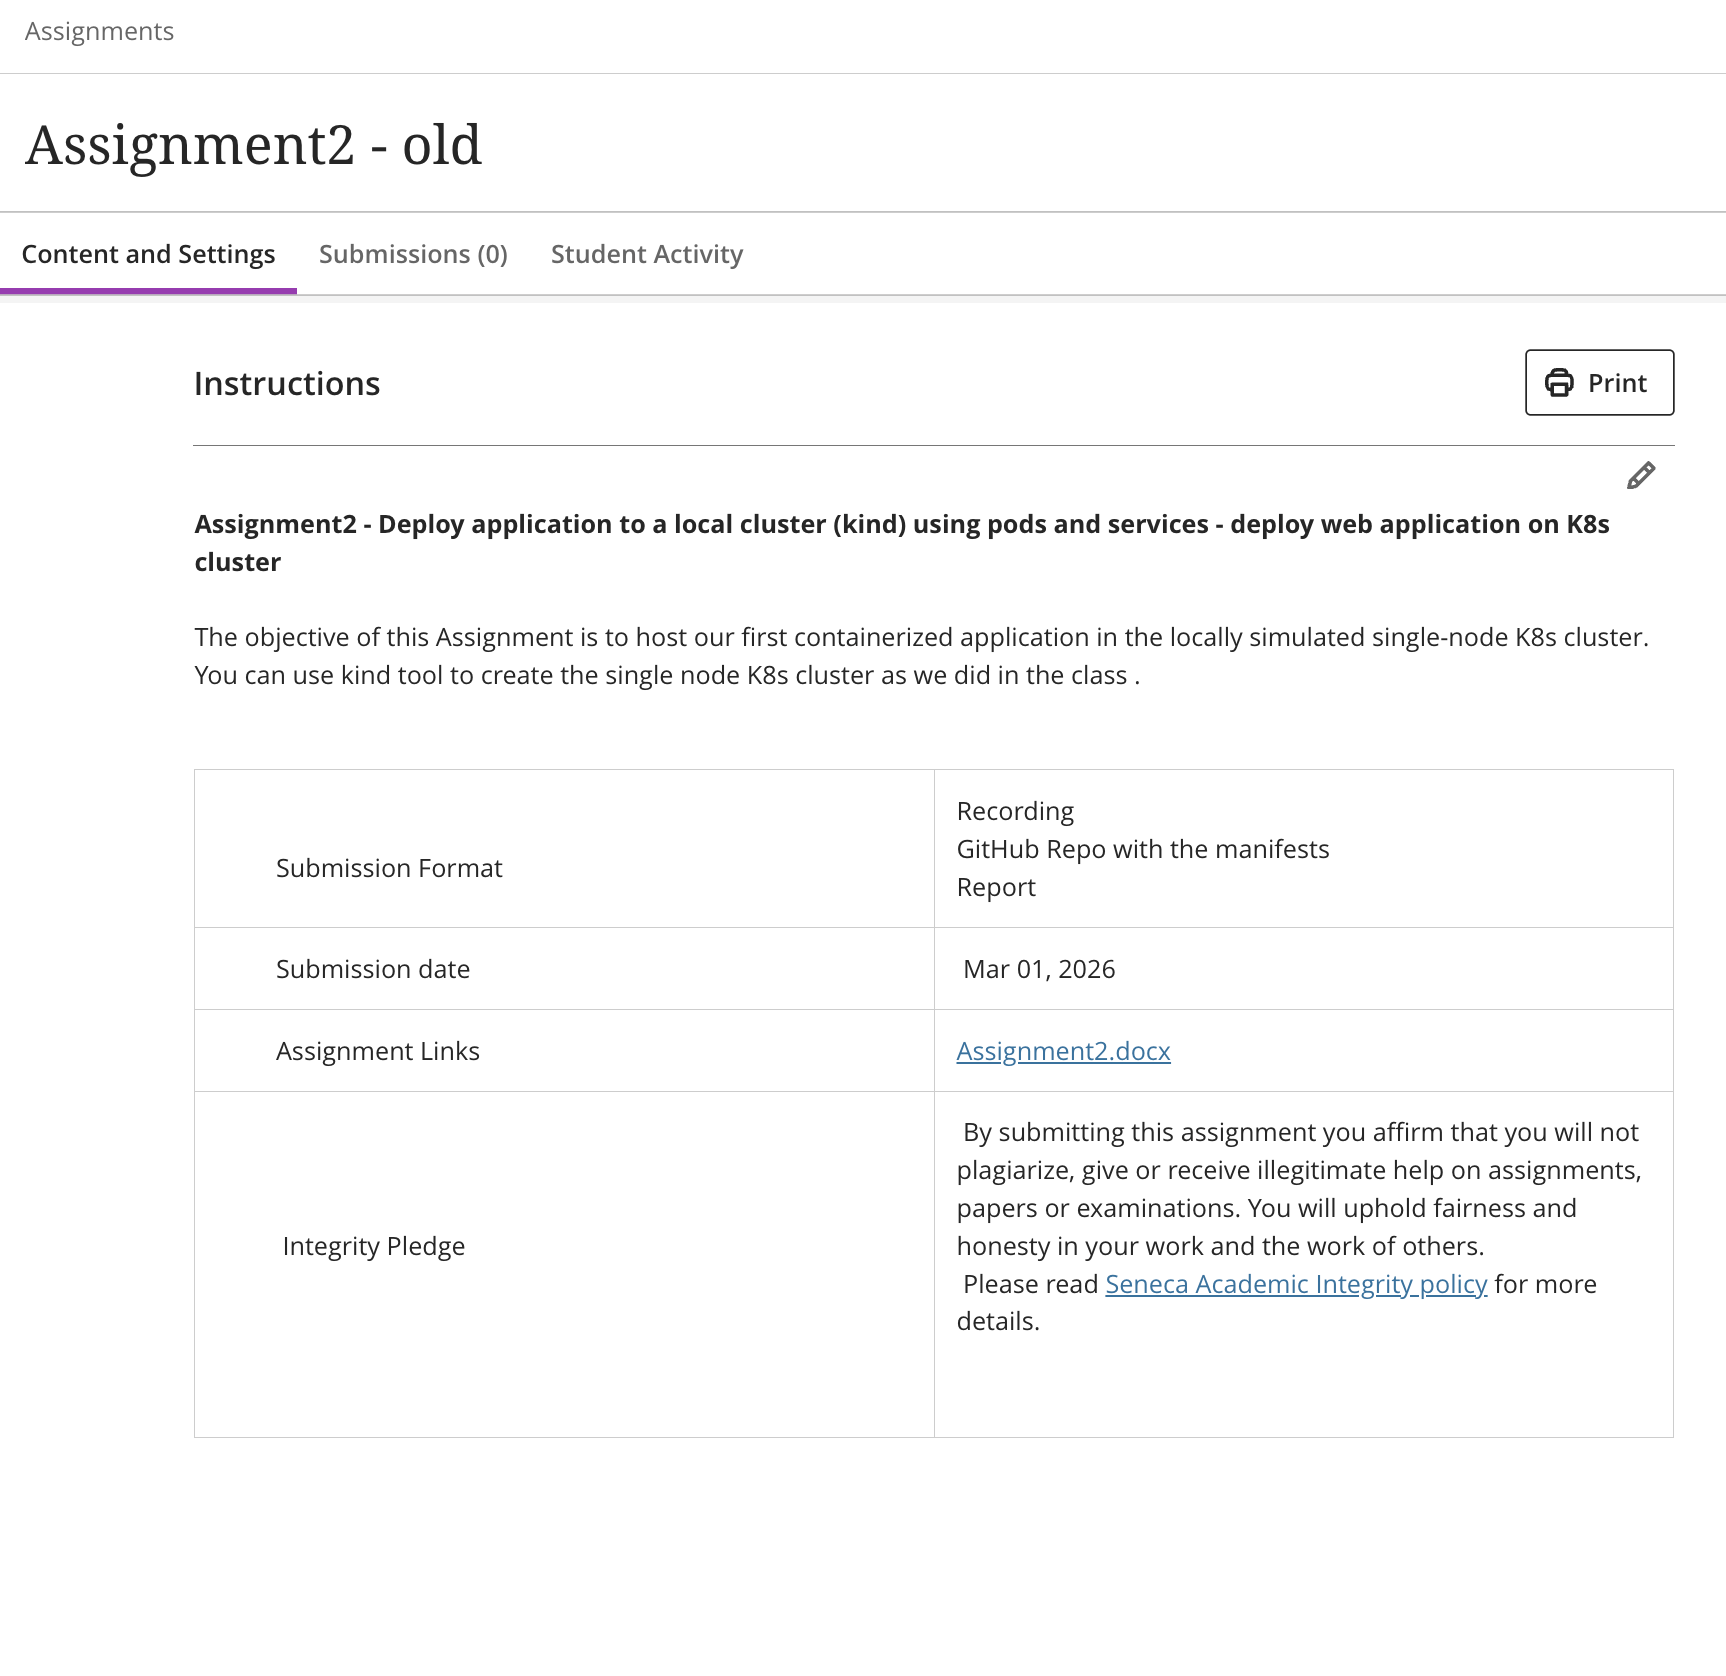 Assignments
Assignment2 - old
Content and Settings
Submissions (0)
Student Activity
Instructions
Print
Assignment2 - Deploy application to a local cluster (kind) using pods and services - deploy web application on K8s
cluster
The objective of this Assignment is to host our first containerized application in the locally simulated single-node K8s cluster.
You can use kind tool to create the single node K8s cluster as we did in the class .
Submission Format
Recording
GitHub Repo with the manifests
Report
Submission date
Mar 01, 2026
Assignment Links
Assignment2.docx
Integrity Pledge
By submitting this assignment you affirm that you will not
plagiarize, give or receive illegitimate help on assignments,
papers or examinations. You will uphold fairness and
honesty in your work and the work of others.
Please read Seneca Academic Integrity policy for more
details.